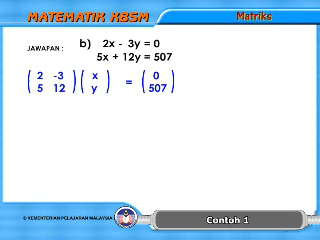 MATEMATIK KBSM
Matriks
JAWAPAN :
b) 2x - 3y = 0
5x + 12y = 507
( 2 -3 ) ( x ) = ( 0 )
( 5 12 ) ( y ) ( 507 )
© KEMENTERIAN PELAJARAN MALAYSIA
Contoh 1